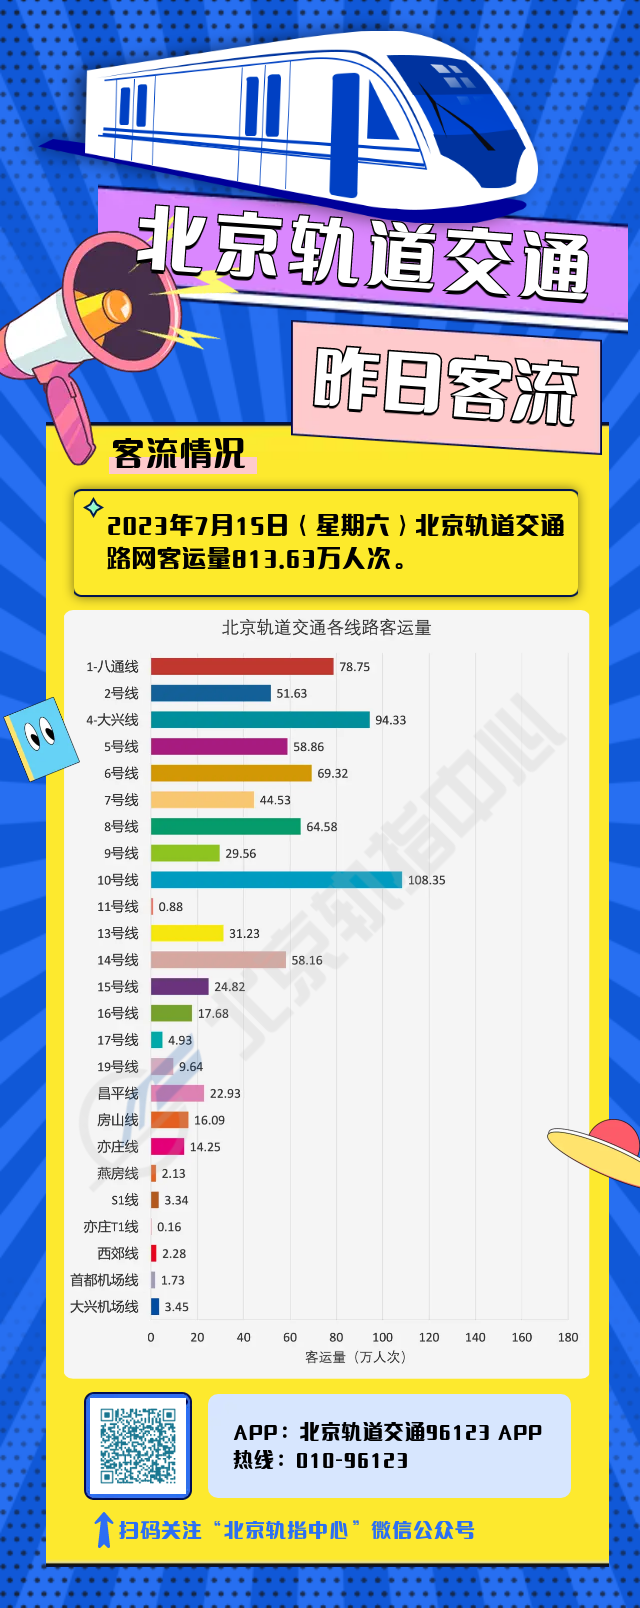 北京轨道交通
昨日客流
客流情况
2023年7月15日（星期六）北京轨道交通
路网客运量813.63万人次。
北京轨道交通各线路客运量
1-八通线 78.75
2号线 51.63
4-大兴线 94.33
5号线 58.86
6号线 69.32
7号线 44.53
8号线 64.58
9号线 29.56
10号线 108.35
11号线 0.88
13号线 31.23
14号线 58.16
15号线 24.82
16号线 17.68
17号线 4.93
19号线 9.64
昌平线 22.93
房山线 16.09
亦庄线 14.25
燕房线 2.13
S1线 3.34
亦庄T1线 0.16
西郊线 2.28
首都机场线 1.73
大兴机场线 3.45
0 20 40 60 80 100 120 140 160 180
客运量（万人次）
北京轨指中心
APP：北京轨道交通96123 APP
热线：010-96123
扫码关注“北京轨指中心”微信公众号